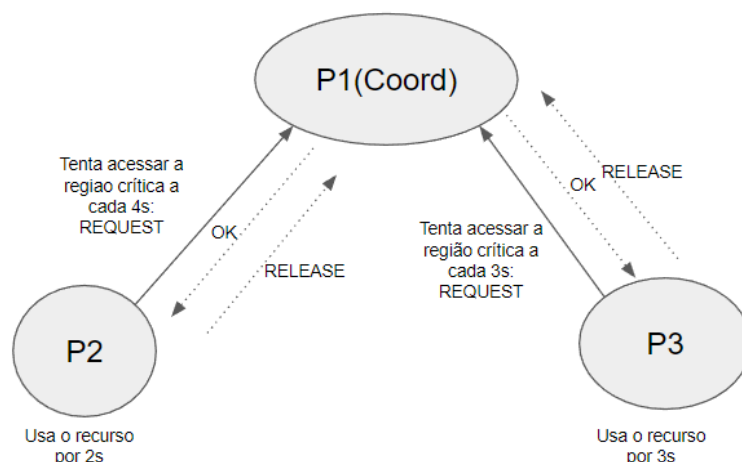 P1(Coord)
Tenta acessar a
regiao crítica a
cada 4s:
REQUEST
OK
RELEASE
Tenta acessar a
região crítica a
cada 3s:
REQUEST
OK
RELEASE
P2
Usa o recurso
por 2s
P3
Usa o recurso
por 3s